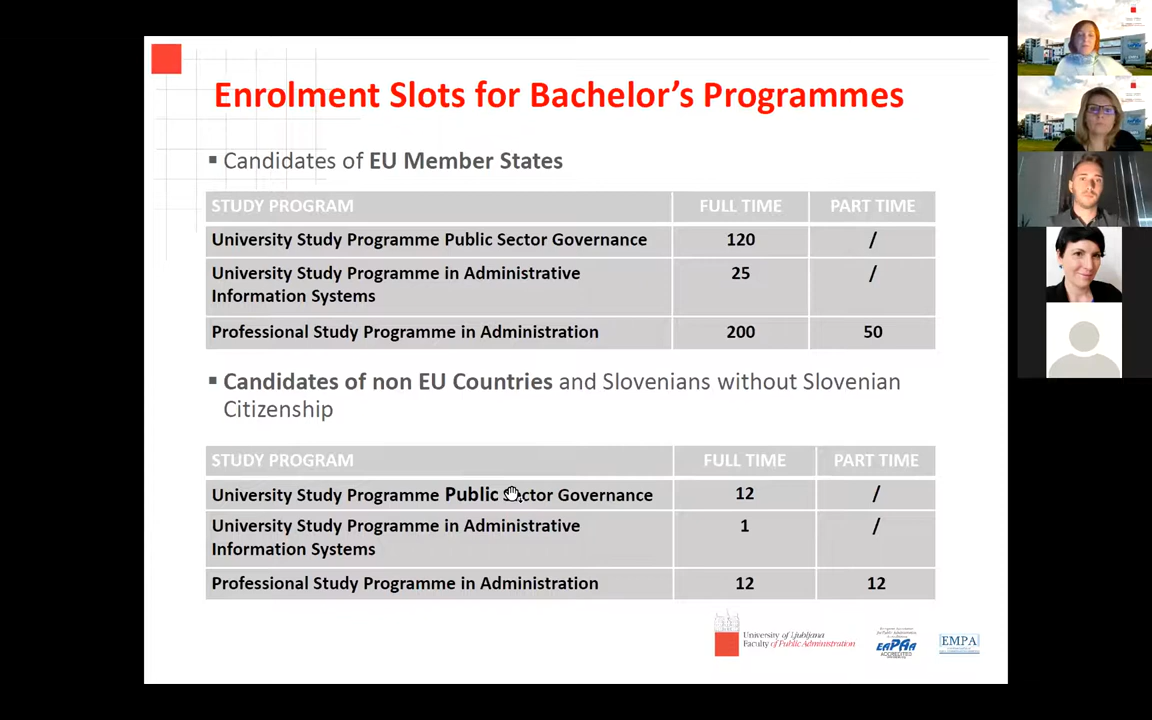 Enrolment Slots for Bachelor's Programmes
▪ Candidates of EU Member States
STUDY PROGRAM FULL TIME PART TIME
University Study Programme Public Sector Governance 120 /
University Study Programme in Administrative
Information Systems 25 /
Professional Study Programme in Administration 200 50
▪ Candidates of non EU Countries and Slovenians without Slovenian
Citizenship
STUDY PROGRAM FULL TIME PART TIME
University Study Programme Public Governance 12 /
University Study Programme in Administrative
Information Systems 1 /
Professional Study Programme in Administration 12 12
University of Ljubljana
Faculty of Public Administration
EAPAA
ACCREDITED
EMPA